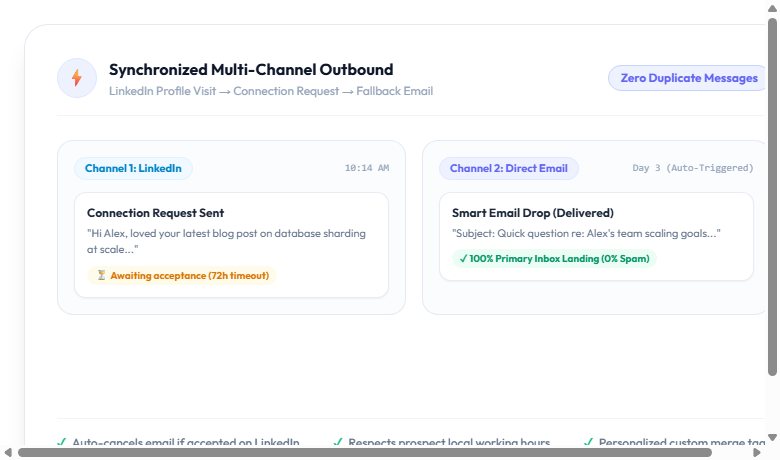 Synchronized Multi-Channel Outbound
LinkedIn Profile Visit → Connection Request → Fallback Email
Zero Duplicate Messages
Channel 1: LinkedIn
10:14 AM
Connection Request Sent
"Hi Alex, loved your latest blog post on database sharding
at scale..."
⏳ Awaiting acceptance (72h timeout)
Channel 2: Direct Email
Day 3 (Auto-Triggered)
Smart Email Drop (Delivered)
"Subject: Quick question re: Alex's team scaling goals..."
✓ 100% Primary Inbox Landing (0% Spam)
✓ Auto-cancels email if accepted on LinkedIn
✓ Respects prospect local working hours
✓ Personalized custom merge tag